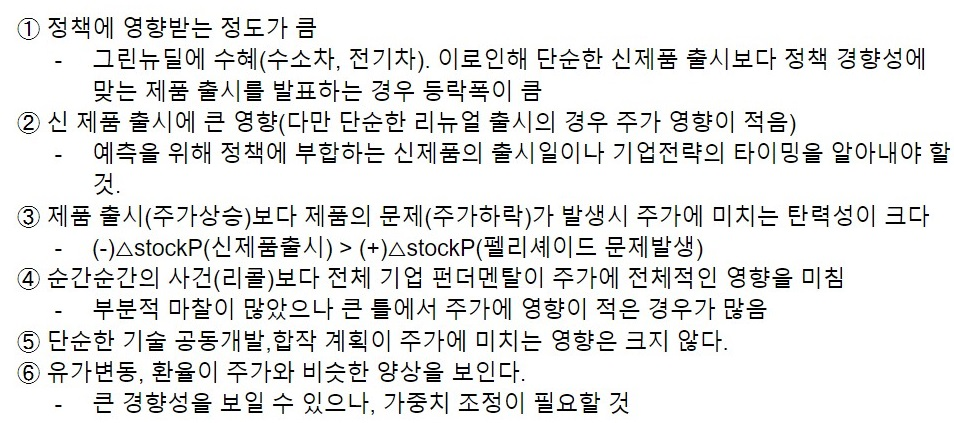 ① 정책에 영향받는 정도가 큼
- 그린뉴딜에 수혜(수소차, 전기차). 이로인해 단순한 신제품 출시보다 정책 경향성에
맞는 제품 출시를 발표하는 경우 등락폭이 큼
② 신 제품 출시에 큰 영향(다만 단순한 리뉴얼 출시의 경우 주가 영향이 적음)
- 예측을 위해 정책에 부합하는 신제품의 출시일이나 기업전략의 타이밍을 알아내야 할
것.
③ 제품 출시(주가상승)보다 제품의 문제(주가하락)가 발생시 주가에 미치는 탄력성이 크다
- (-)△stockP(신제품출시) > (+)△stockP(펠리셰이드 문제발생)
④ 순간순간의 사건(리콜)보다 전체 기업 펀더멘탈이 주가에 전체적인 영향을 미침
- 부분적 마찰이 많았으나 큰 틀에서 주가에 영향이 적은 경우가 많음
⑤ 단순한 기술 공동개발,합작 계획이 주가에 미치는 영향은 크지 않다.
⑥ 유가변동, 환율이 주가와 비슷한 양상을 보인다.
- 큰 경향성을 보일 수 있으나, 가중치 조정이 필요할 것